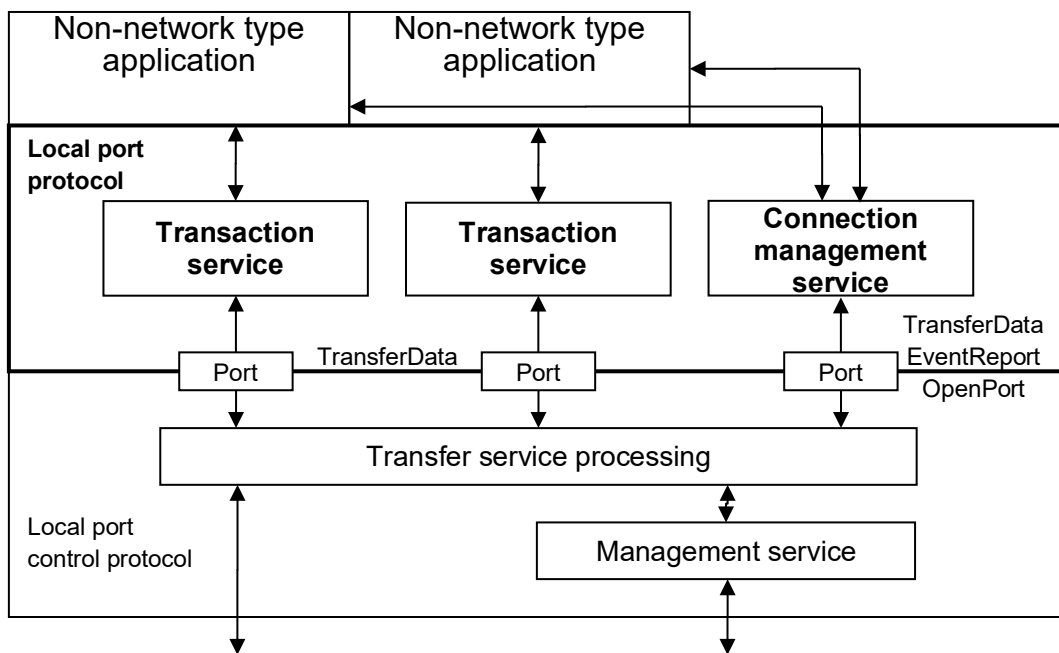 Non-network type
application
Non-network type
application
Local port
protocol
Transaction
service
Transaction
service
Connection
management
service
TransferData
TransferData
EventReport
OpenPort
Port
Port
Port
Transfer service processing
Local port
control protocol
Management service